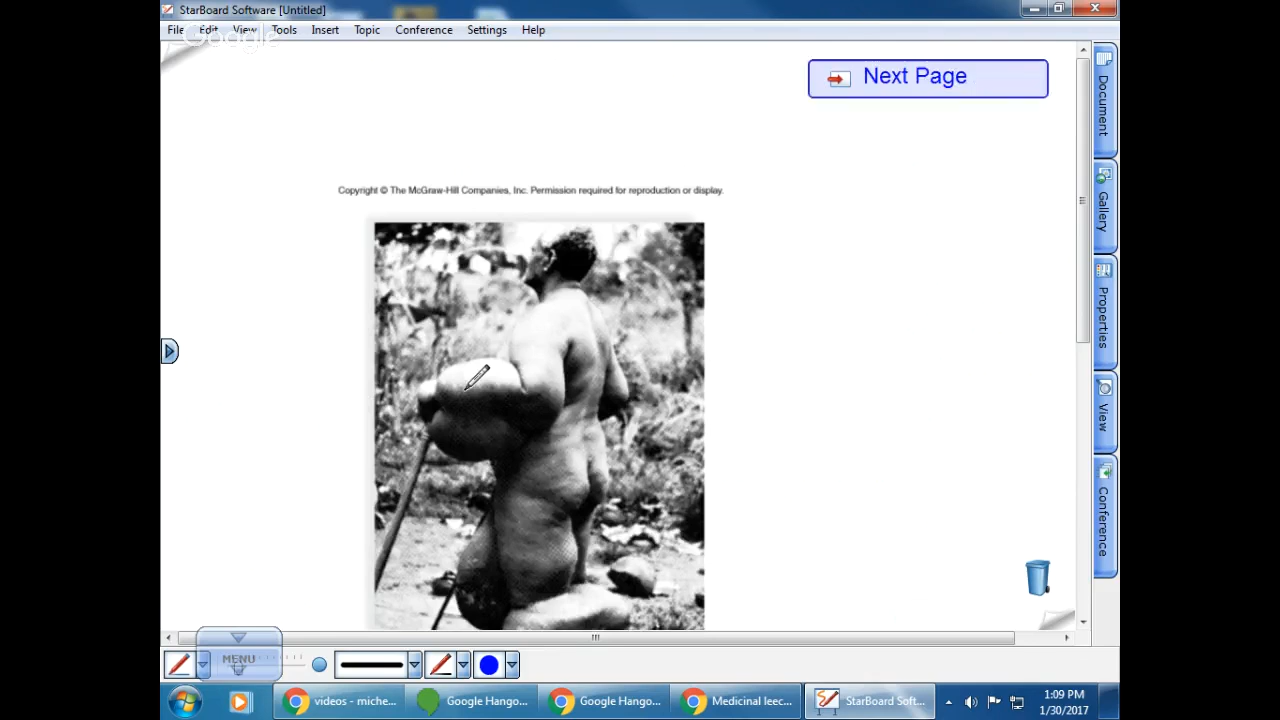 StarBoard Software [Untitled]
File Edit View Tools Insert Topic Conference Settings Help
Google
Next Page
Document
Copyright © The McGraw-Hill Companies, Inc. Permission required for reproduction or display.
Gallery
Properties
View
Conference
MENU
videos - miche...
Google Hango...
Google Hango...
Medicinal leec...
StarBoard Soft...
1:09 PM
1/30/2017